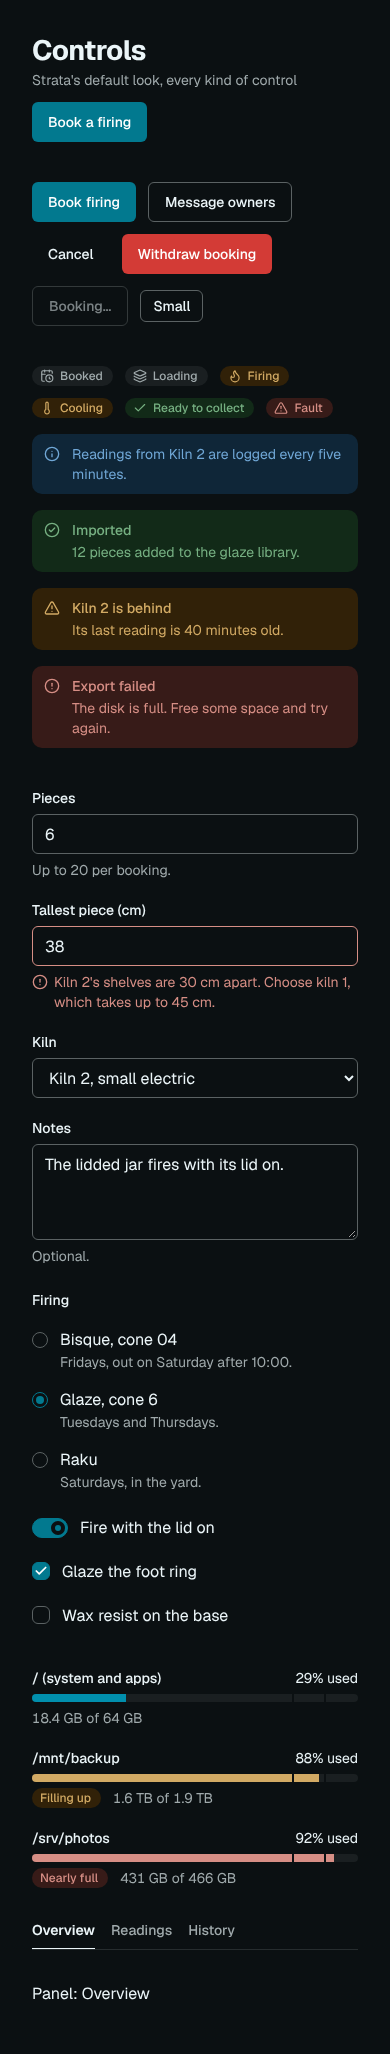 Controls
Strata's default look, every kind of control
Book a firing
Book firing
Message owners
Cancel
Withdraw booking
Booking…
Small
Booked
Loading
Firing
Cooling
Ready to collect
Fault
Readings from Kiln 2 are logged every five
minutes.
Imported
12 pieces added to the glaze library.
Kiln 2 is behind
Its last reading is 40 minutes old.
Export failed
The disk is full. Free some space and try
again.
Pieces
6
Up to 20 per booking.
Tallest piece (cm)
38
Kiln 2's shelves are 30 cm apart. Choose kiln 1,
which takes up to 45 cm.
Kiln
Kiln 2, small electric
Notes
The lidded jar fires with its lid on.
Optional.
Firing
Bisque, cone 04
Fridays, out on Saturday after 10:00.
Glaze, cone 6
Tuesdays and Thursdays.
Raku
Saturdays, in the yard.
Fire with the lid on
Glaze the foot ring
Wax resist on the base
/ (system and apps) 29% used
18.4 GB of 64 GB
/mnt/backup 88% used
Filling up 1.6 TB of 1.9 TB
/srv/photos 92% used
Nearly full 431 GB of 466 GB
Overview Readings History
Panel: Overview